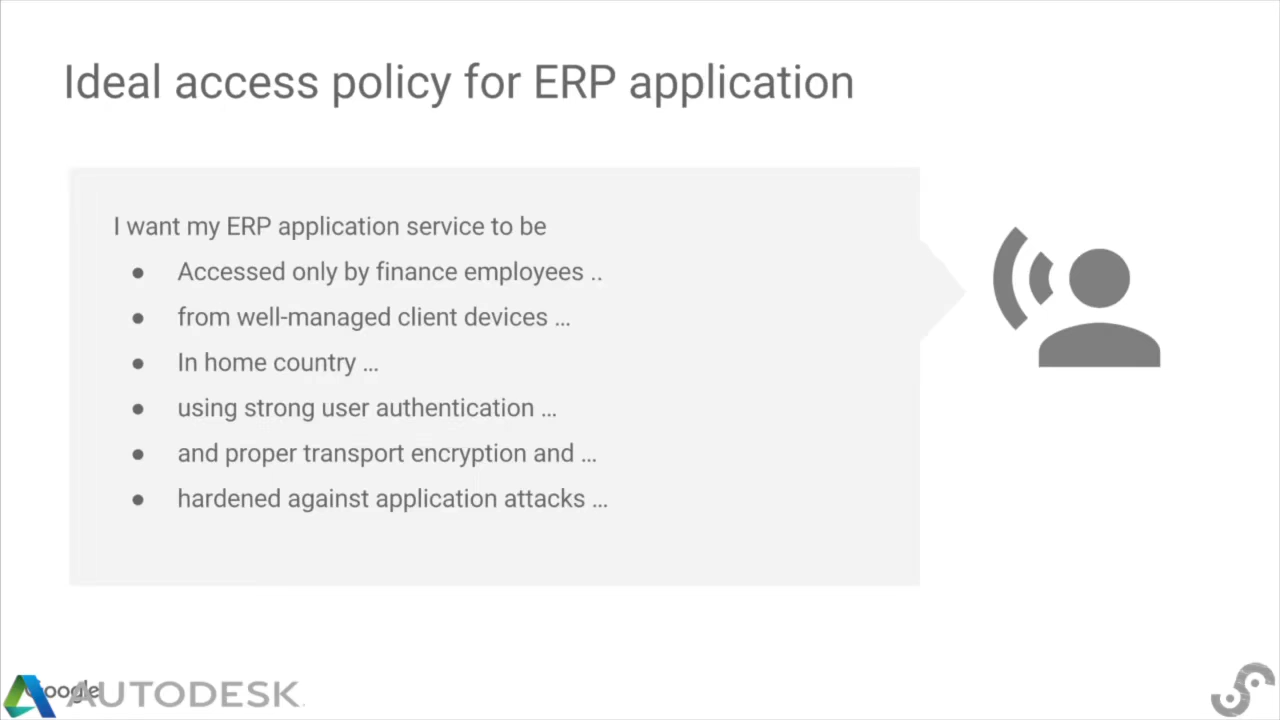 Ideal access policy for ERP application
I want my ERP application service to be
● Accessed only by finance employees ..
● from well-managed client devices ...
● In home country ...
● using strong user authentication ...
● and proper transport encryption and ...
● hardened against application attacks ...
Google
AUTODESK.